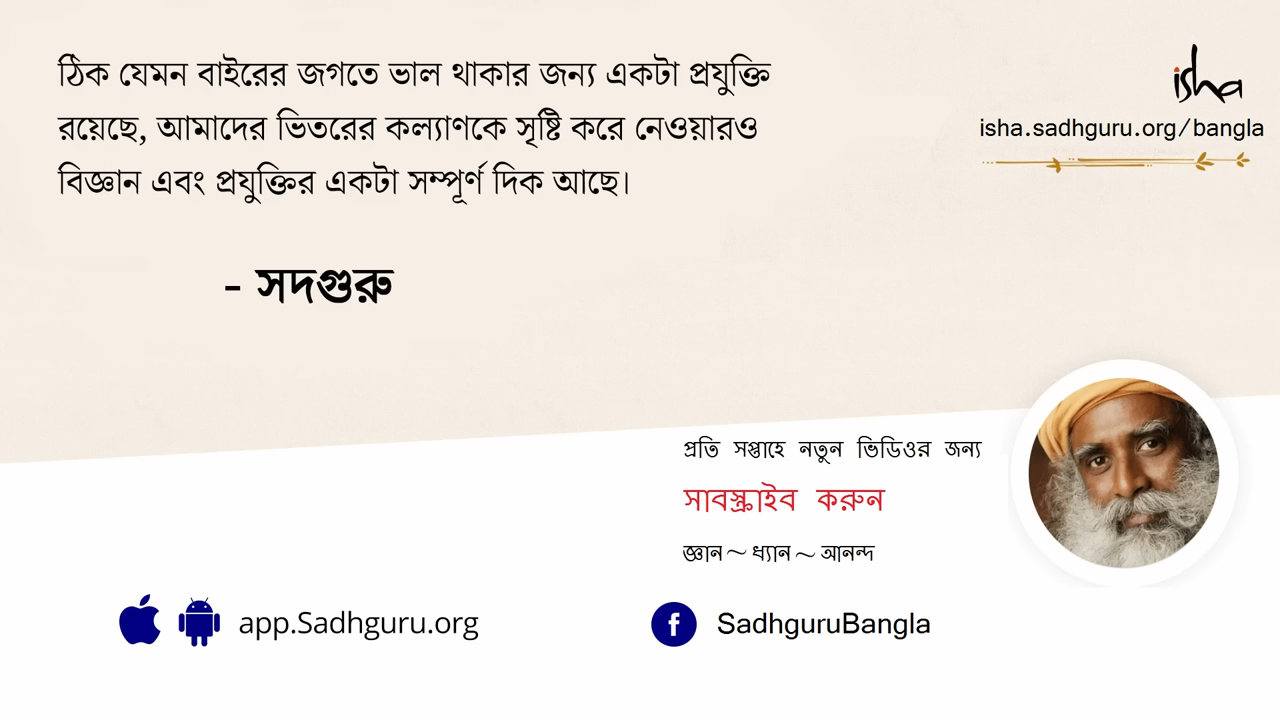 ঠিক যেমন বাইরের জগতে ভাল থাকার জন্য একটা প্রযুক্তি
রয়েছে, আমাদের ভিতরের কল্যাণকে সৃষ্টি করে নেওয়ারও
বিজ্ঞান এবং প্রযুক্তির একটা সম্পূর্ণ দিক আছে।
- সদগুরু
isha
isha.sadhguru.org/bangla
প্রতি সপ্তাহে নতুন ভিডিওর জন্য
সাবস্ক্রাইব করুন
জ্ঞান ~ ধ্যান ~ আনন্দ
app.Sadhguru.org
f SadhguruBangla